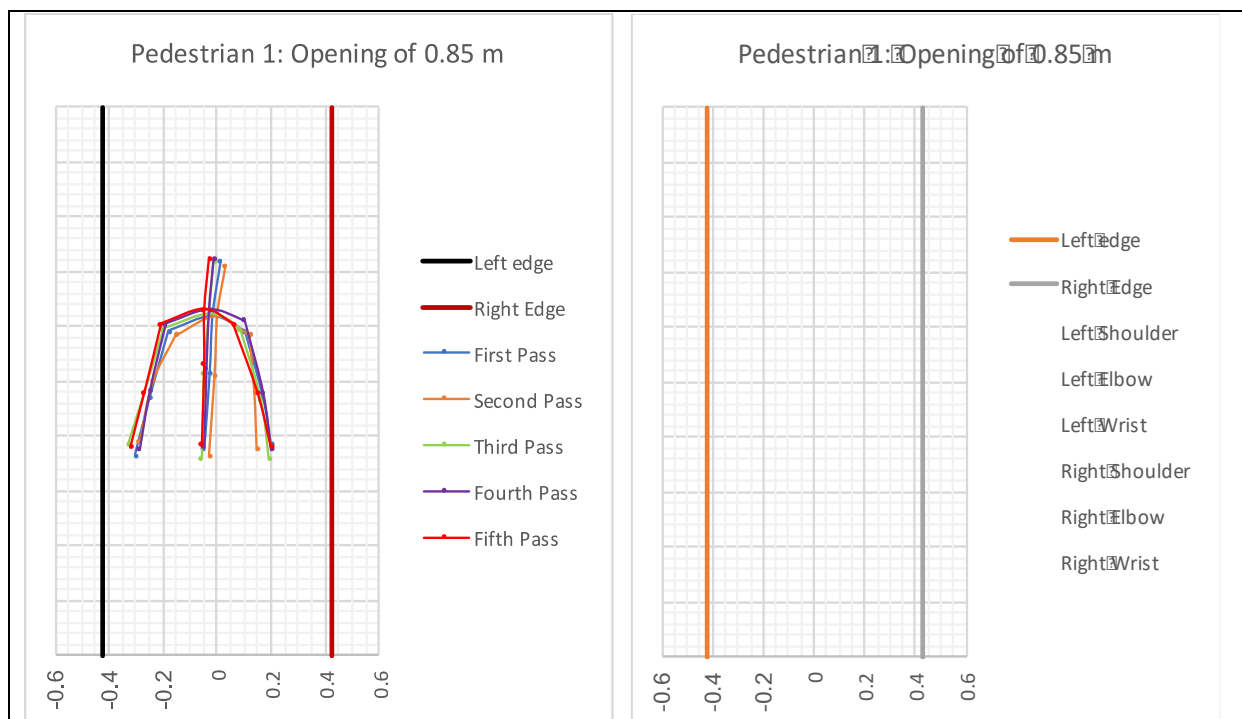 Pedestrian 1: Opening of 0.85 m
Left edge
Right Edge
First Pass
Second Pass
Third Pass
Fourth Pass
Fifth Pass
-0.6
-0.4
-0.2
0
0.2
0.4
0.6
Pedestrian⍰1:⍰Opening⍰of⍰0.85⍰m
Left⍰edge
Right⍰Edge
Left⍰Shoulder
Left⍰Elbow
Left⍰Wrist
Right⍰Shoulder
Right⍰Elbow
Right⍰Wrist
-0.6
-0.4
-0.2
0
0.2
0.4
0.6